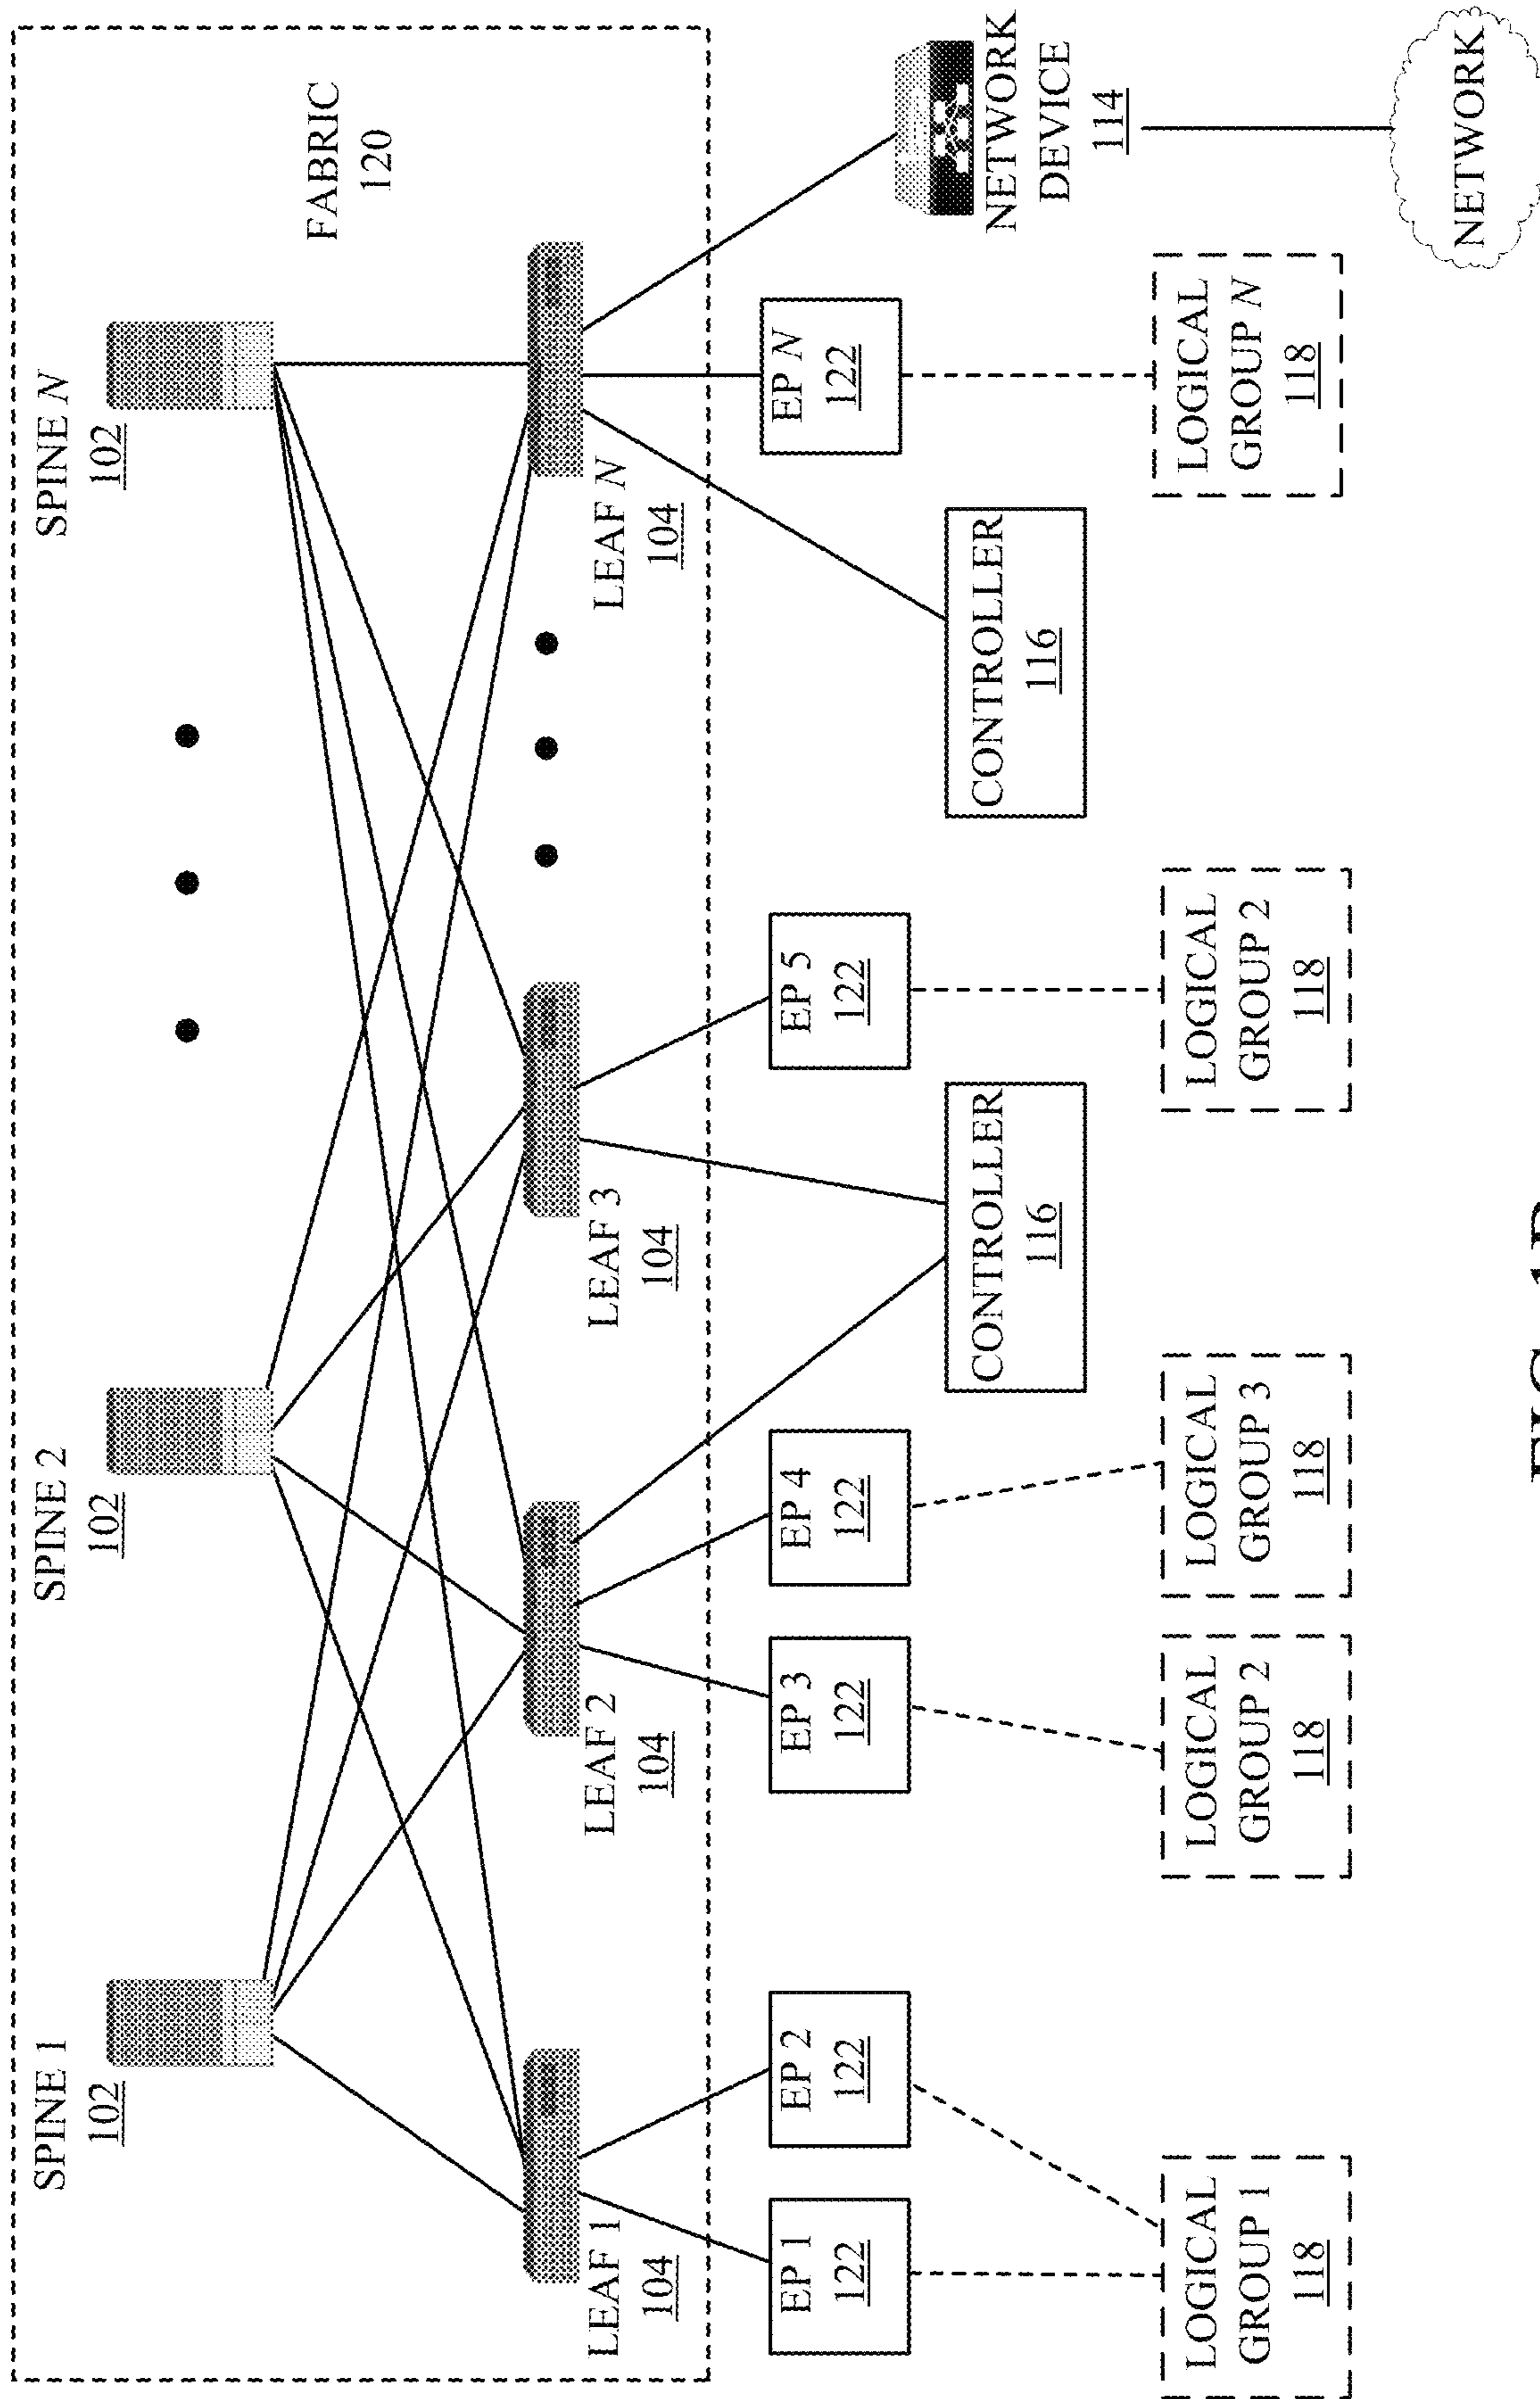 SPINE 1
102
SPINE 2
102
SPINE N
102
FABRIC
120
LEAF 1
104
LEAF 2
104
LEAF 3
104
LEAF N
104
EP 1
122
EP 2
122
EP 3
122
EP 4
122
EP 5
122
EP N
122
NETWORK
DEVICE
114
CONTROLLER
116
CONTROLLER
116
LOGICAL
GROUP 1
118
LOGICAL
GROUP 2
118
LOGICAL
GROUP 3
118
LOGICAL
GROUP 2
118
LOGICAL
GROUP N
118
NETWORK